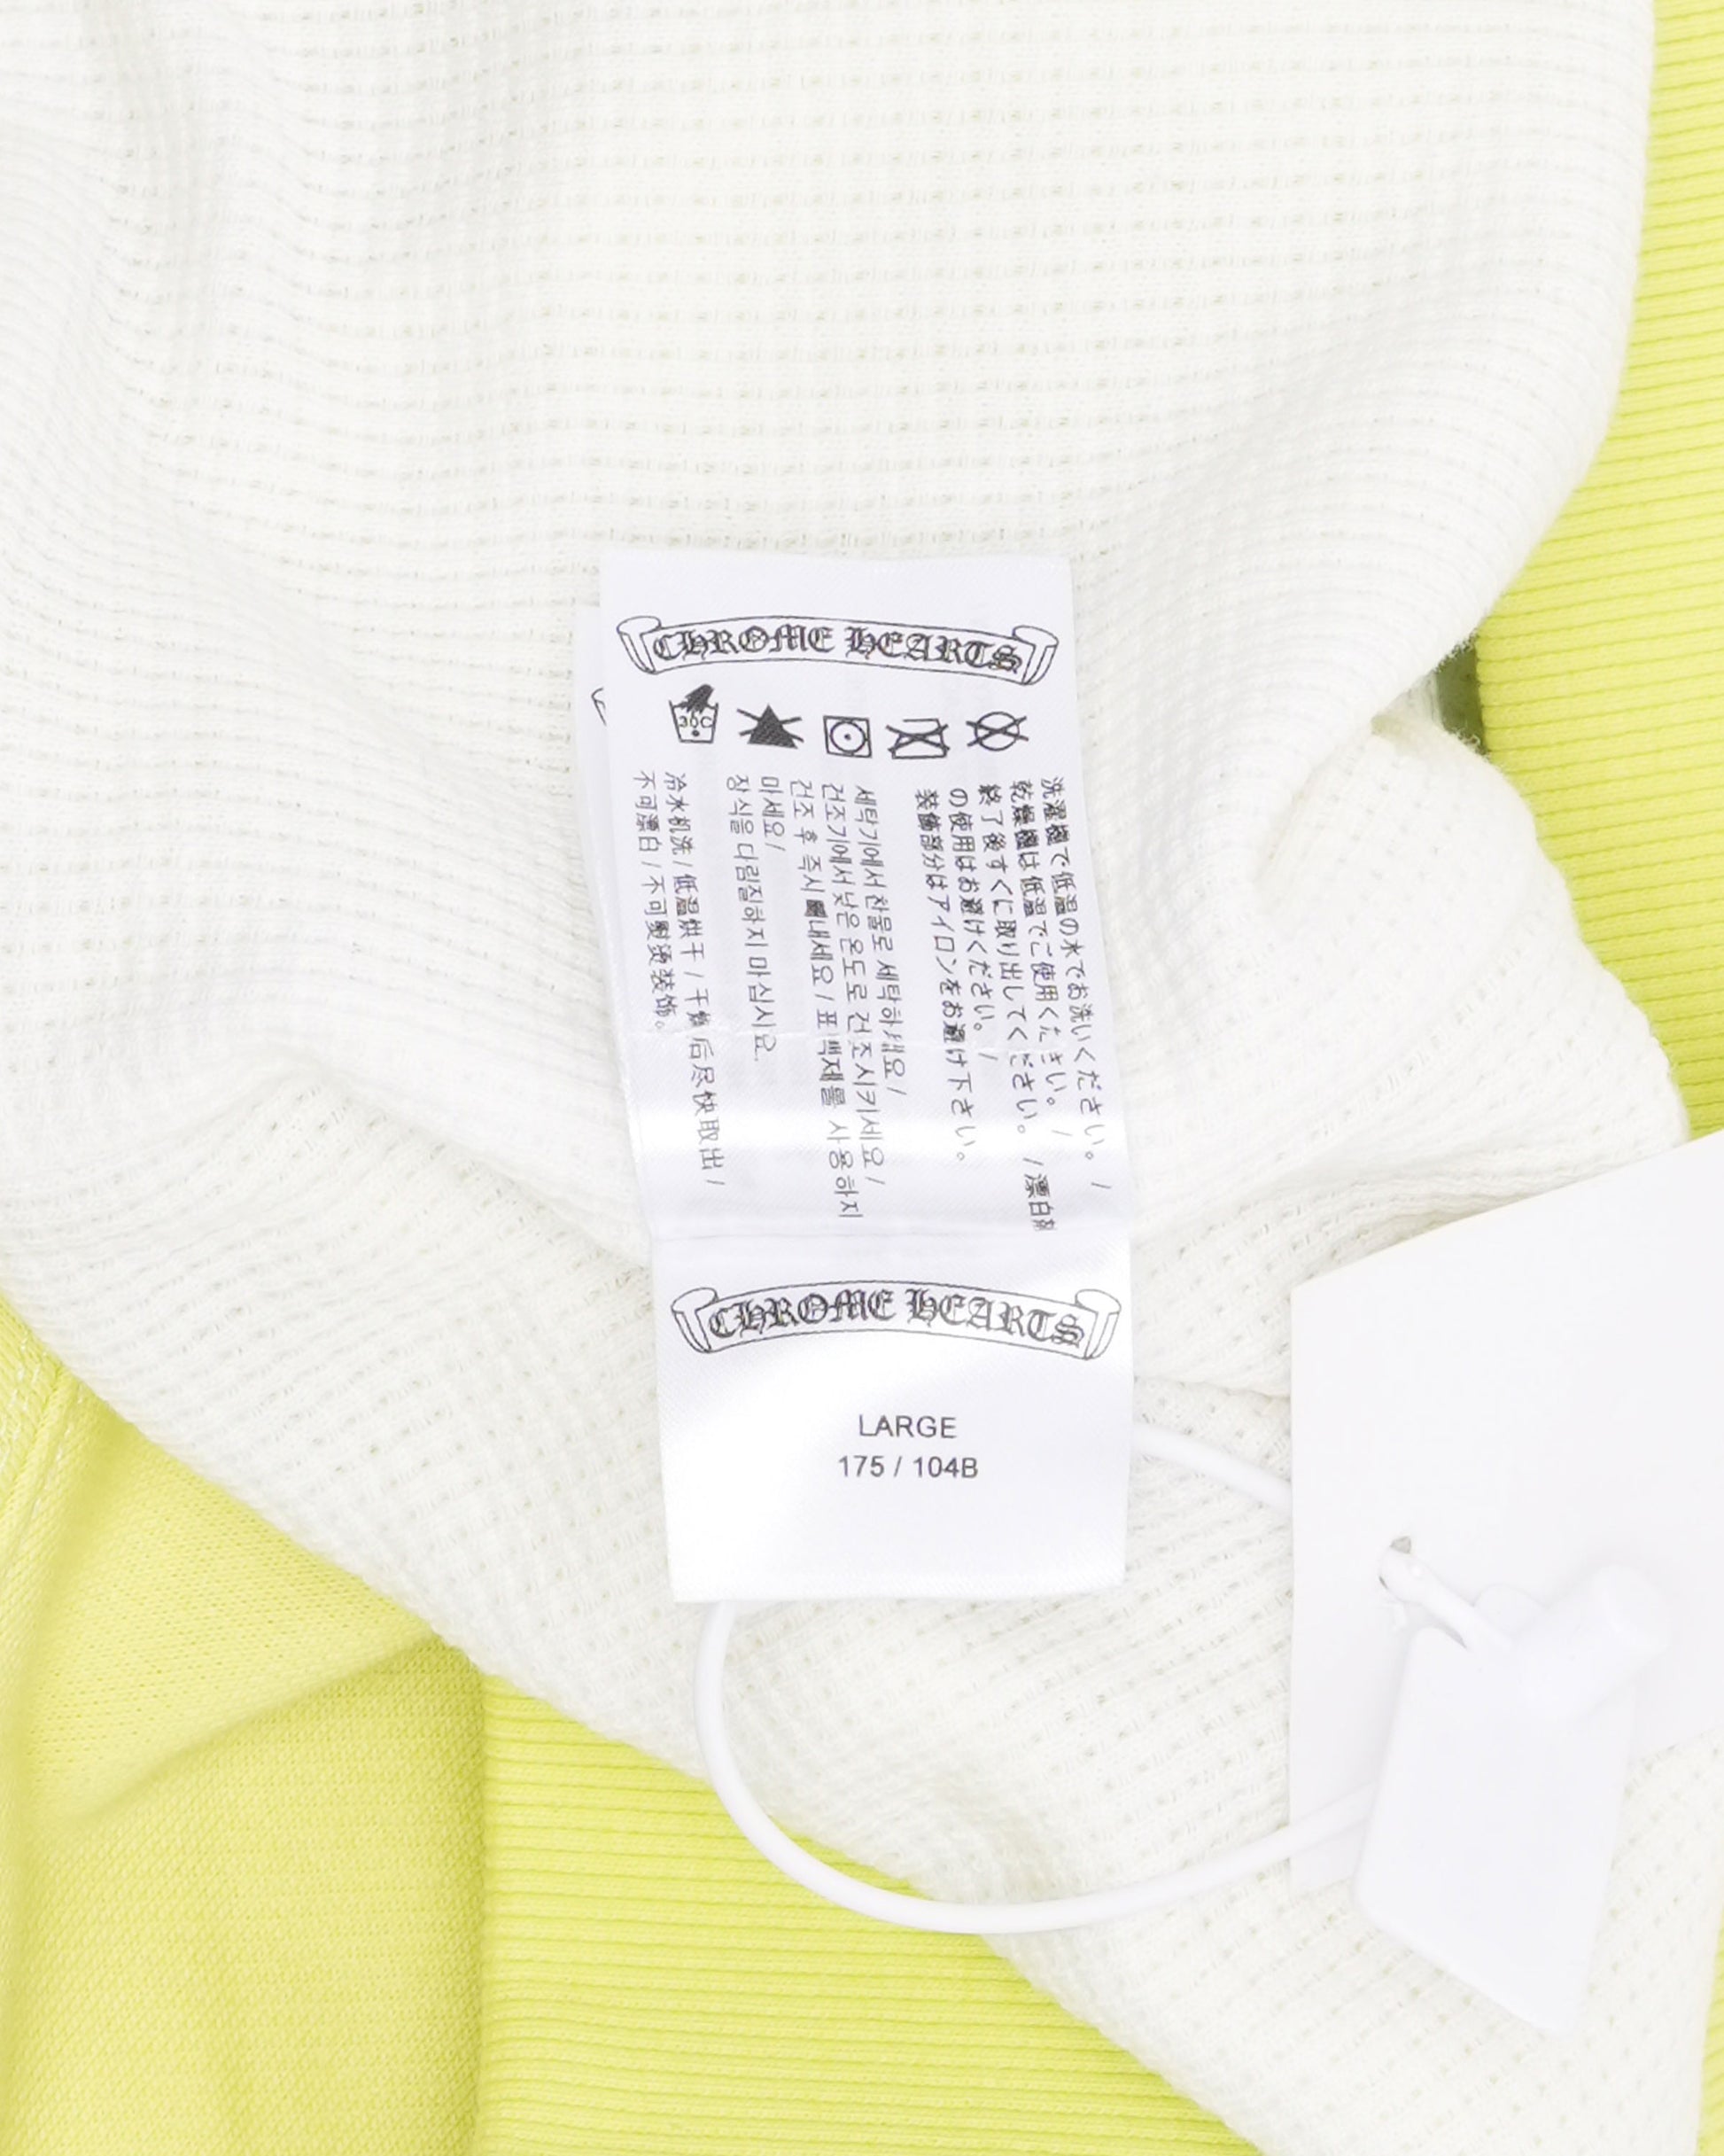 CHROME HEARTS
30C
洗濯機で低温の水でお洗いください。 /
乾燥機は低温でご使用ください。 /
終了後すぐに取り出してください。 / 漂白剤
の使用はお避けください。 /
装飾部分はアイロンをお避け下さい。
세탁기에서 찬물로 세탁하세요 /
건조기에서 낮은 온도로 건조시키세요 /
건조 후 즉시 꺼내세요 / 표백제를 사용하지
마세요 /
장식을 다림질하지 마십시요.
冷水机洗 / 低温烘干 / 干燥后尽快取出 /
不可漂白 / 不可熨烫装饰。
CHROME HEARTS
LARGE
175 / 104B